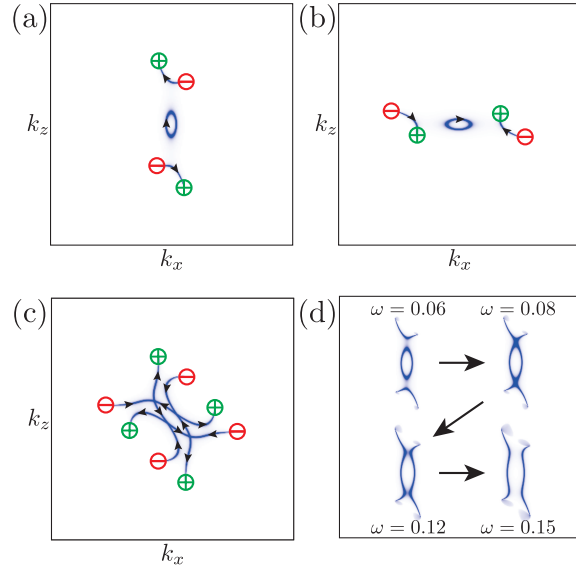 (a)
k_z
k_x
(b)
k_z
k_x
(c)
k_z
k_x
(d)
ω = 0.06 ω = 0.08
ω = 0.12 ω = 0.15